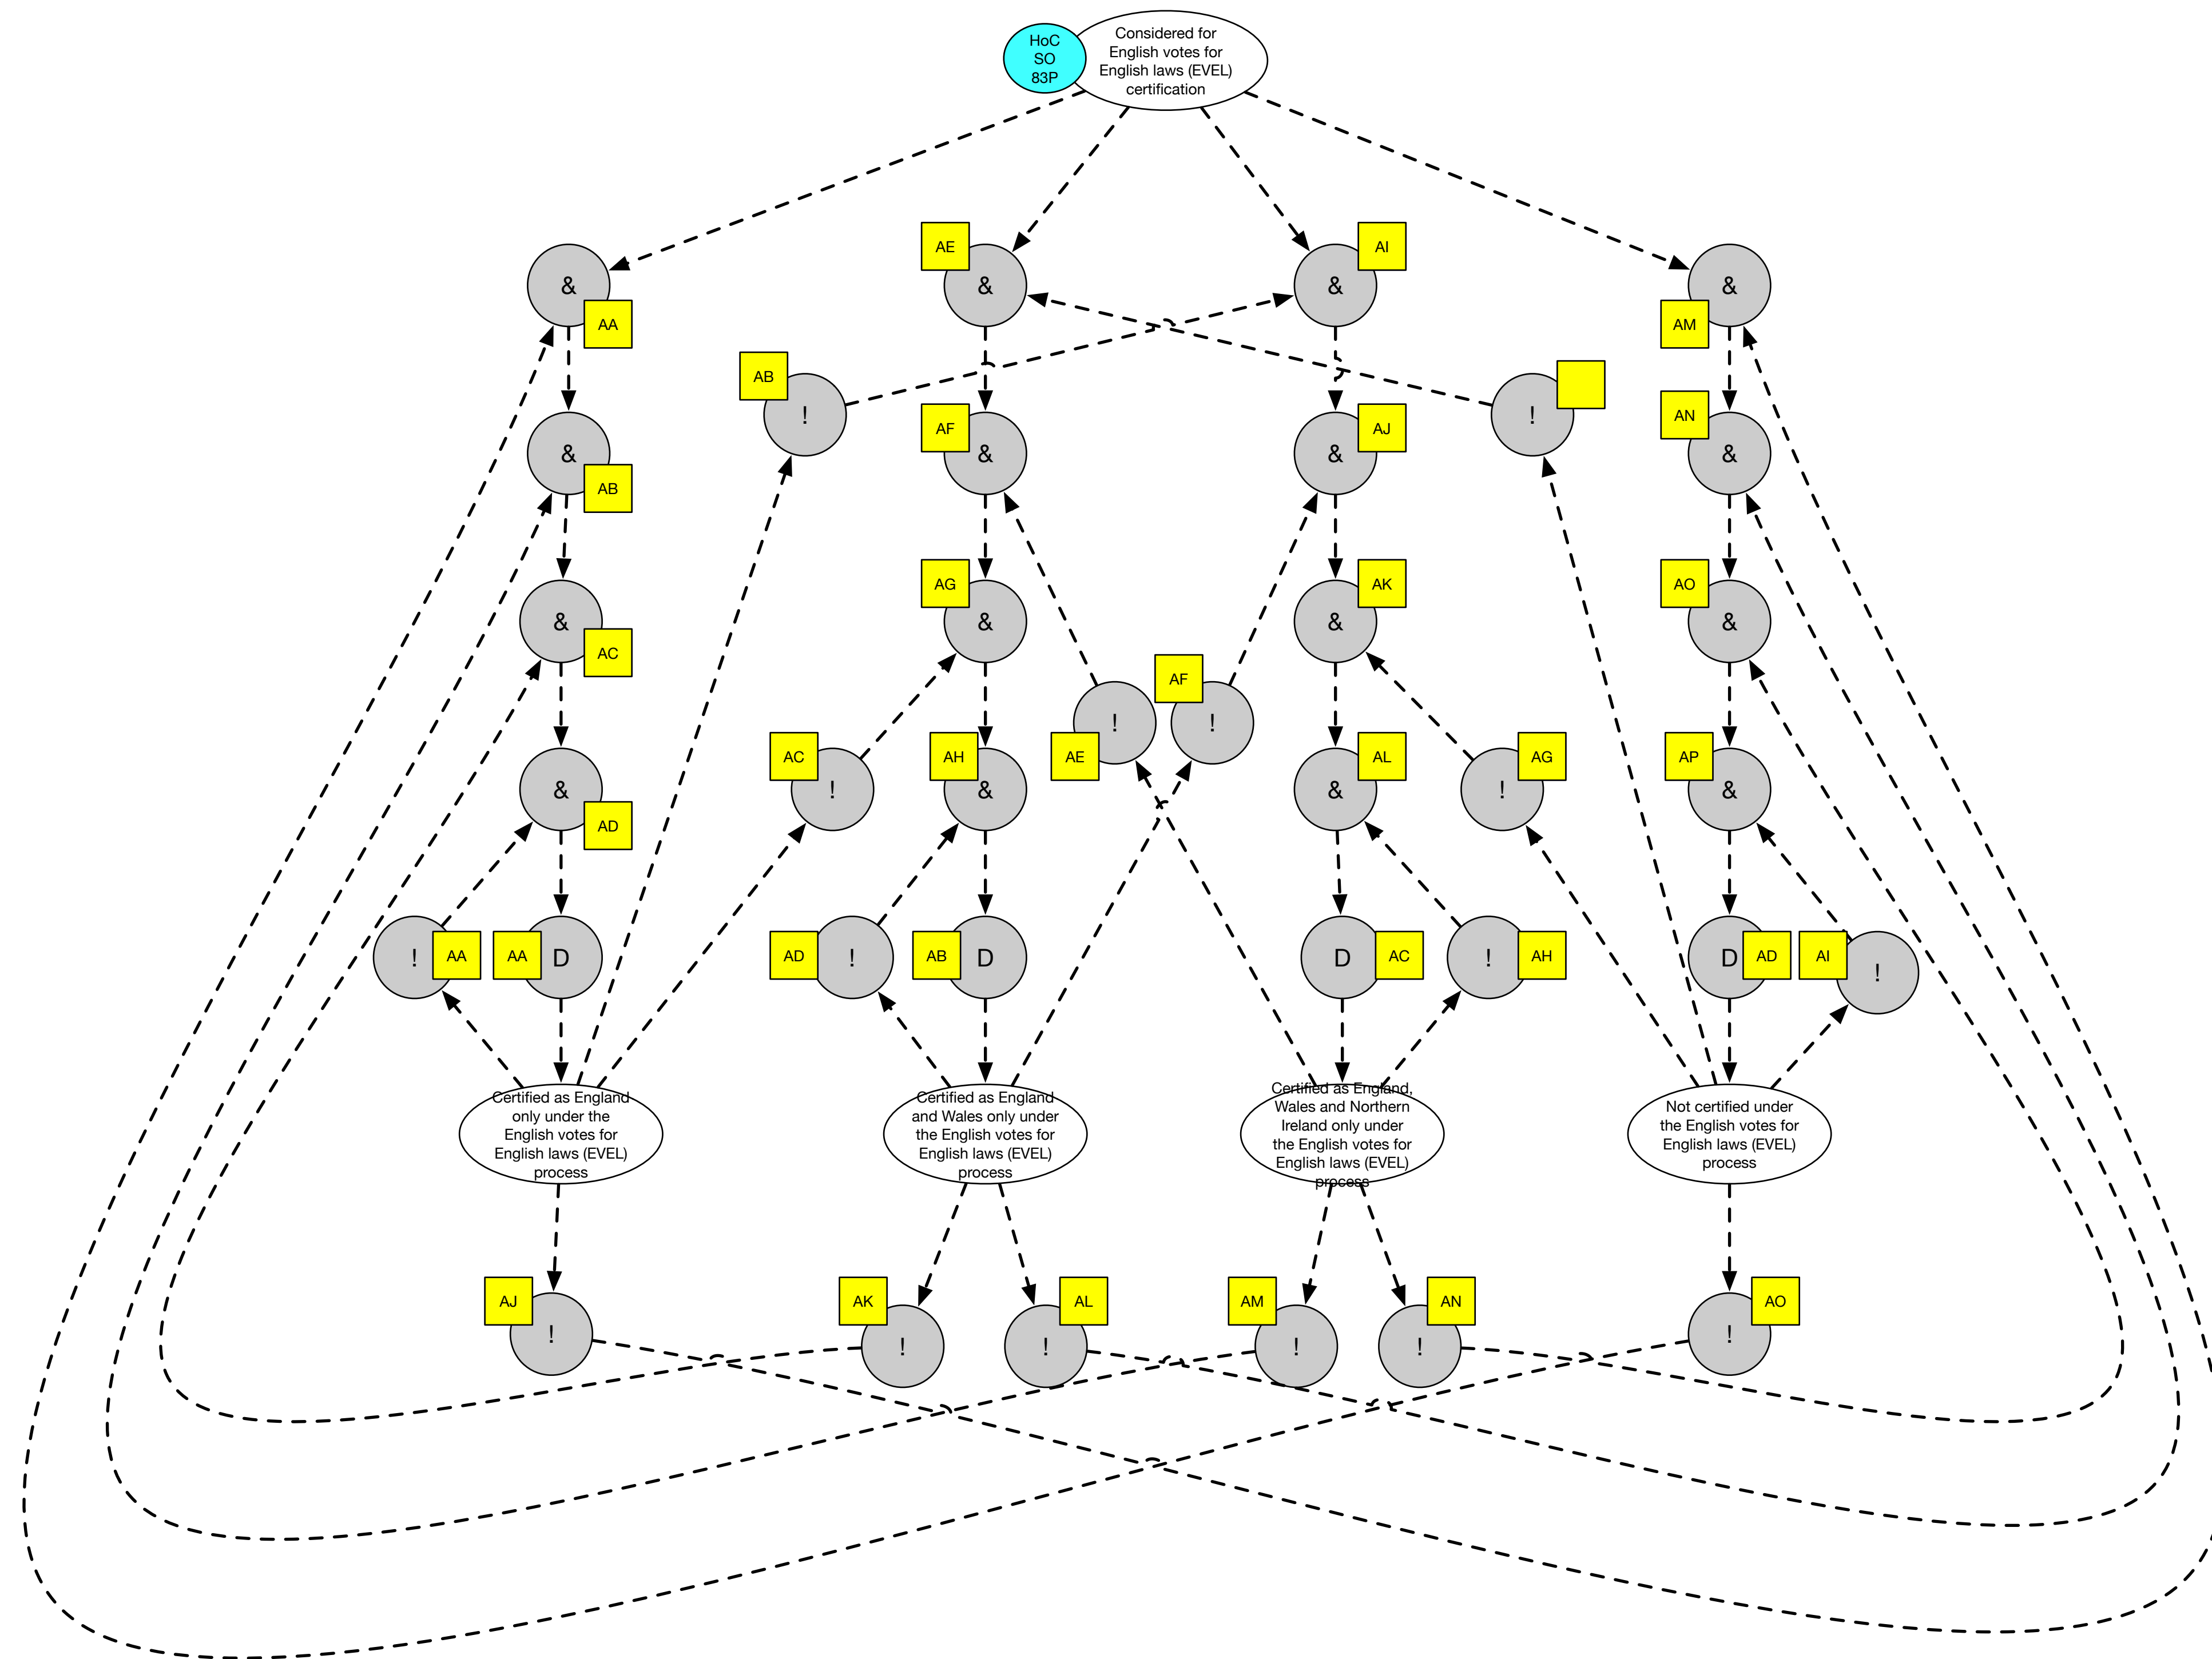 HoC
SO
83P
Considered for
English votes for
English laws (EVEL)
certification
AE
AI
&
&
&
&
AA
AM
AB
!
!
AF
AJ
AN
&
&
&
&
AB
AG
AK
AO
&
&
&
&
AC
AF
!
!
AE
AC
AH
AL
AG
AP
!
&
&
&
!
&
AD
!
AA
AA
D
AD
!
AB
D
D
AC
!
AH
D
AD
AI
!
Certified as England
only under the
English votes for
English laws (EVEL)
process
Certified as England
and Wales only under
the English votes for
English laws (EVEL)
process
Certified as England,
Wales and Northern
Ireland only under
the English votes for
English laws (EVEL)
process
Not certified under
the English votes for
English laws (EVEL)
process
AJ
AK
AL
AM
AN
AO
!
!
!
!
!
!